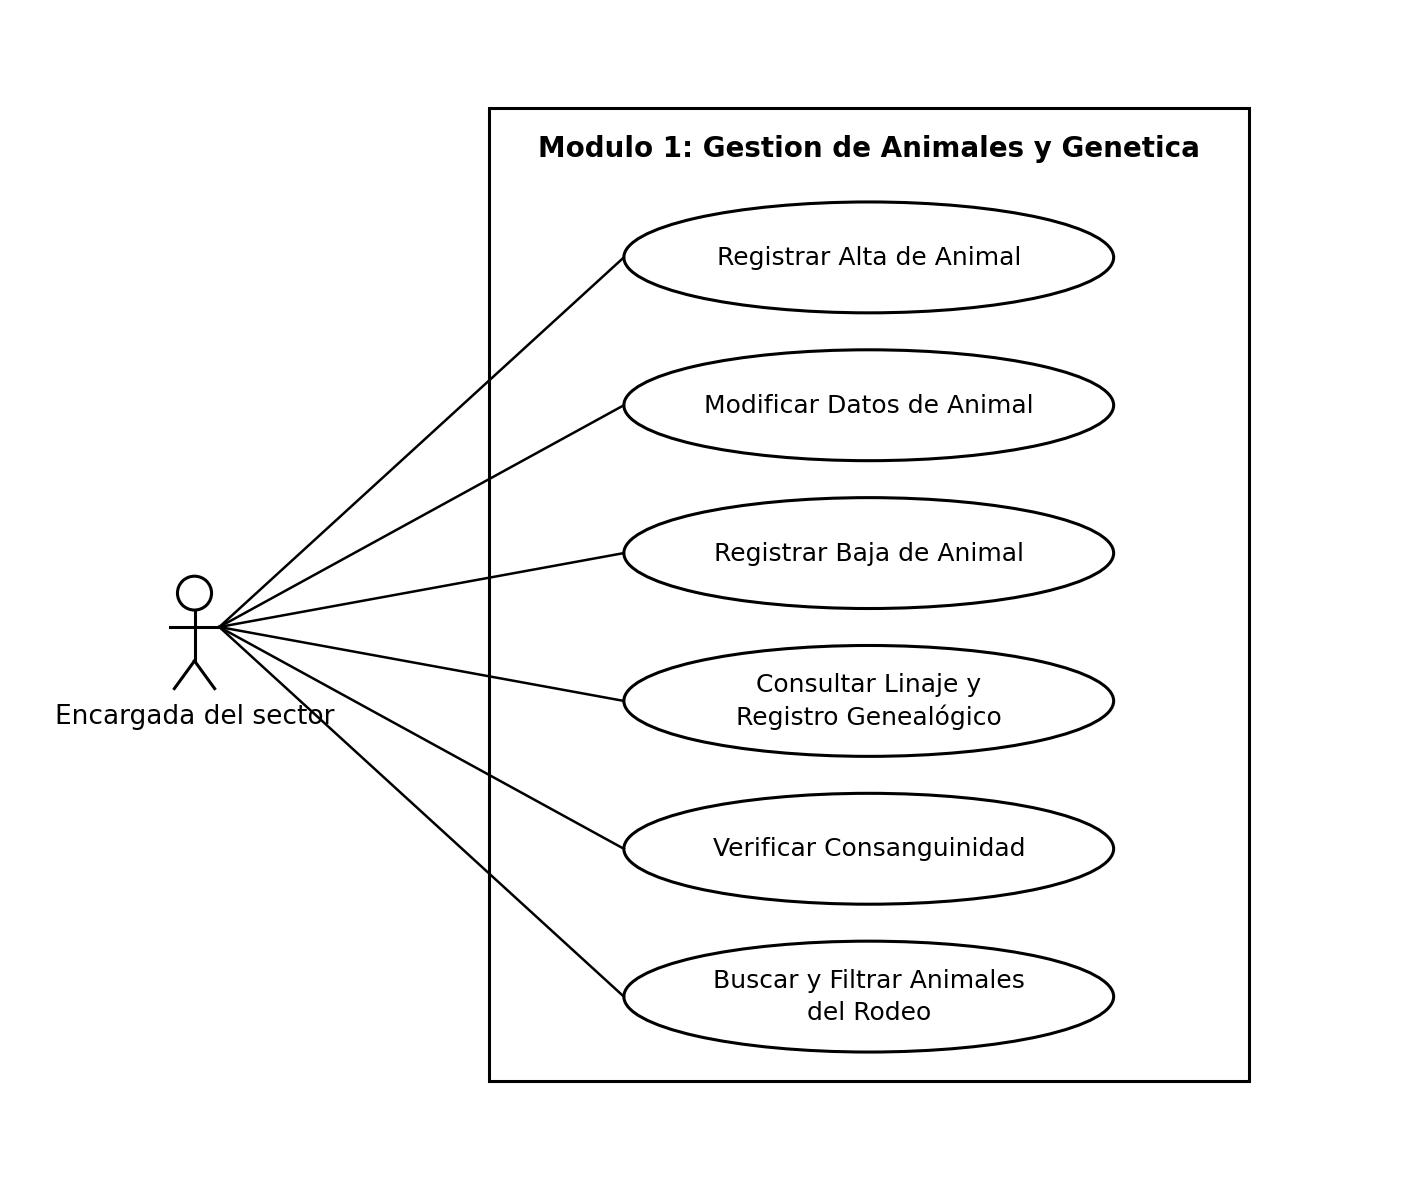 Modulo 1: Gestion de Animales y Genetica
Registrar Alta de Animal
Modificar Datos de Animal
Registrar Baja de Animal
Consultar Linaje y
Registro Genealógico
Verificar Consanguinidad
Buscar y Filtrar Animales
del Rodeo
Encargada del sector